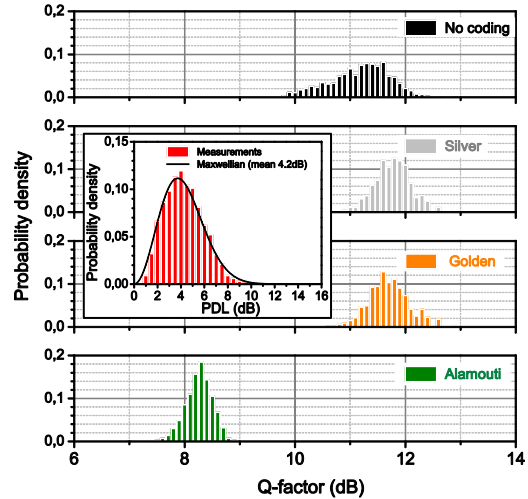 0,2
No coding
0,1
0,0
0,2
Silver
0,1
0,0
0,2
Golden
0,1
0,0
0,2
Alamouti
0,1
0,0
6 8 10 12 14
Q-factor (dB)
Probability density
0,15
Measurements
Maxwellian (mean 4.2dB)
0,10
0,05
0,00
0 2 4 6 8 10 12 14 16
PDL (dB)
Probability density